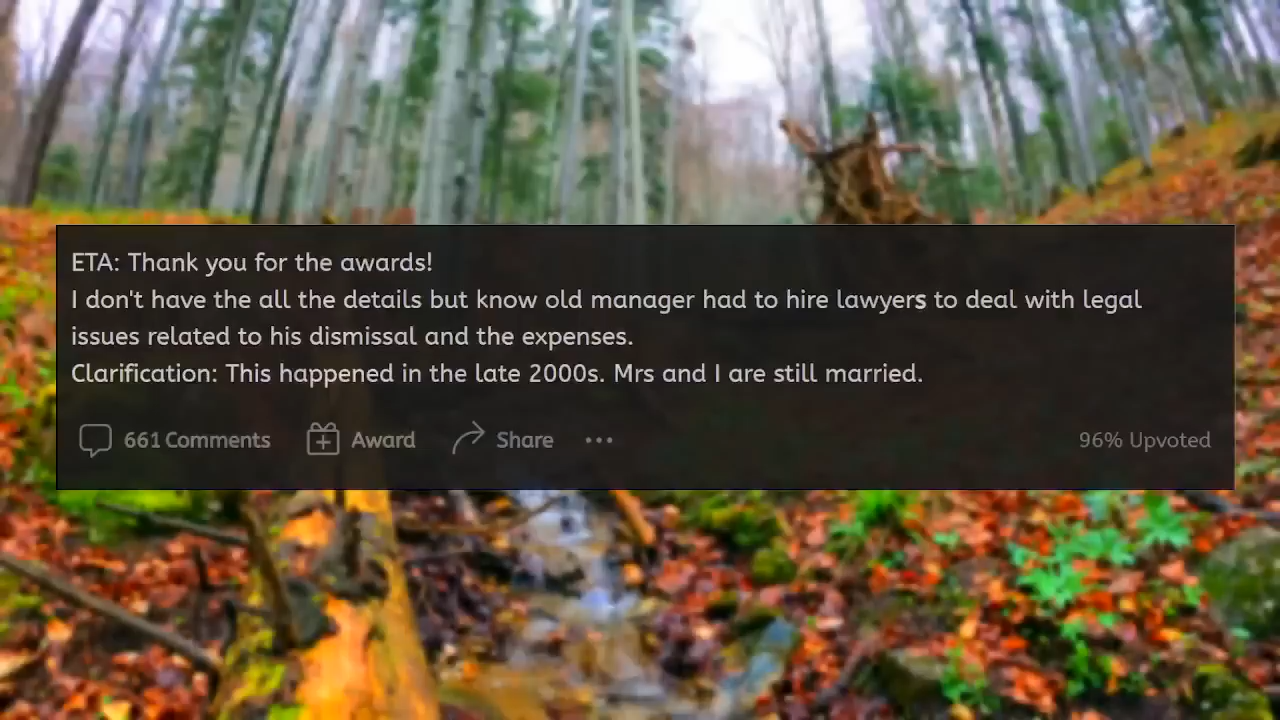 ETA: Thank you for the awards!
I don't have the all the details but know old manager had to hire lawyers to deal with legal
issues related to his dismissal and the expenses.
Clarification: This happened in the late 2000s. Mrs and I are still married.
661 Comments Award Share ••• 96% Upvoted